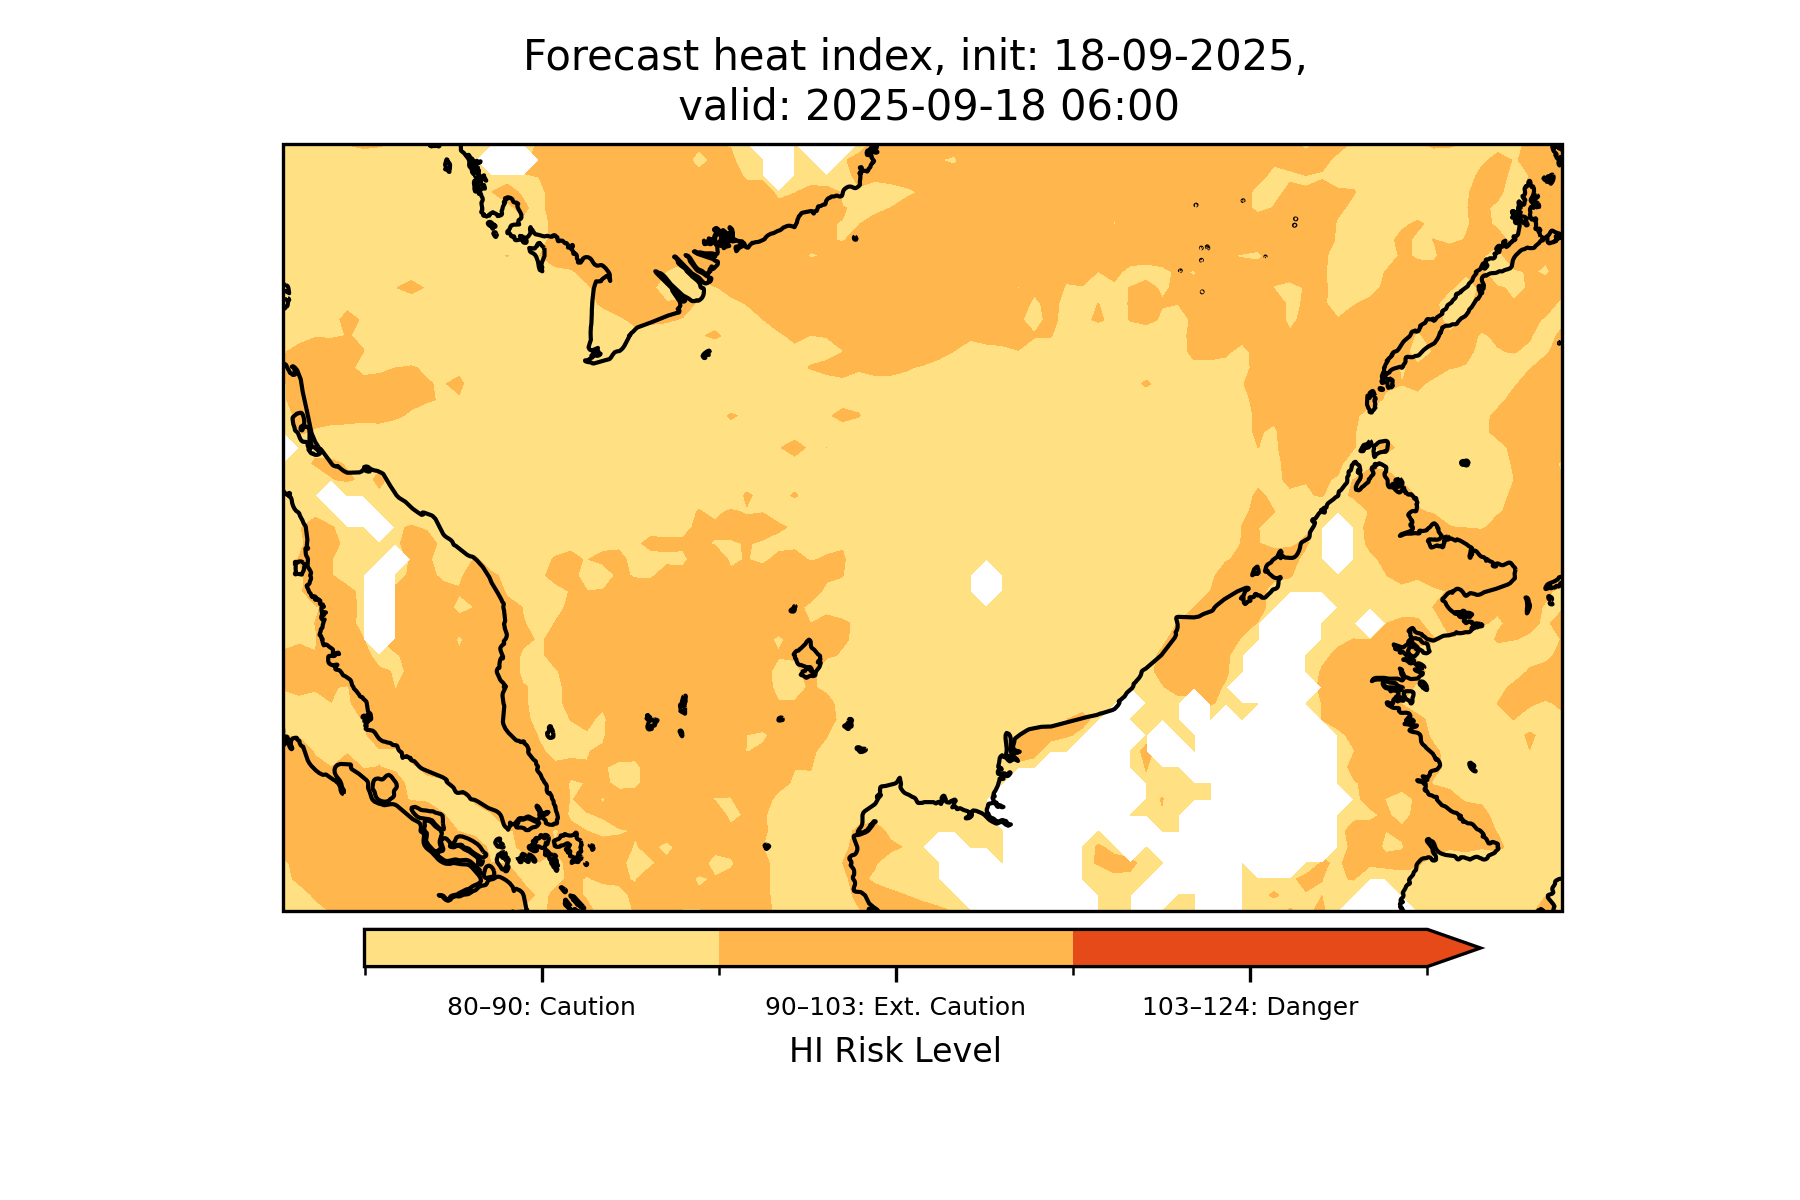 Forecast heat index, init: 18-09-2025,
valid: 2025-09-18 06:00
80–90: Caution
90–103: Ext. Caution
103–124: Danger
HI Risk Level